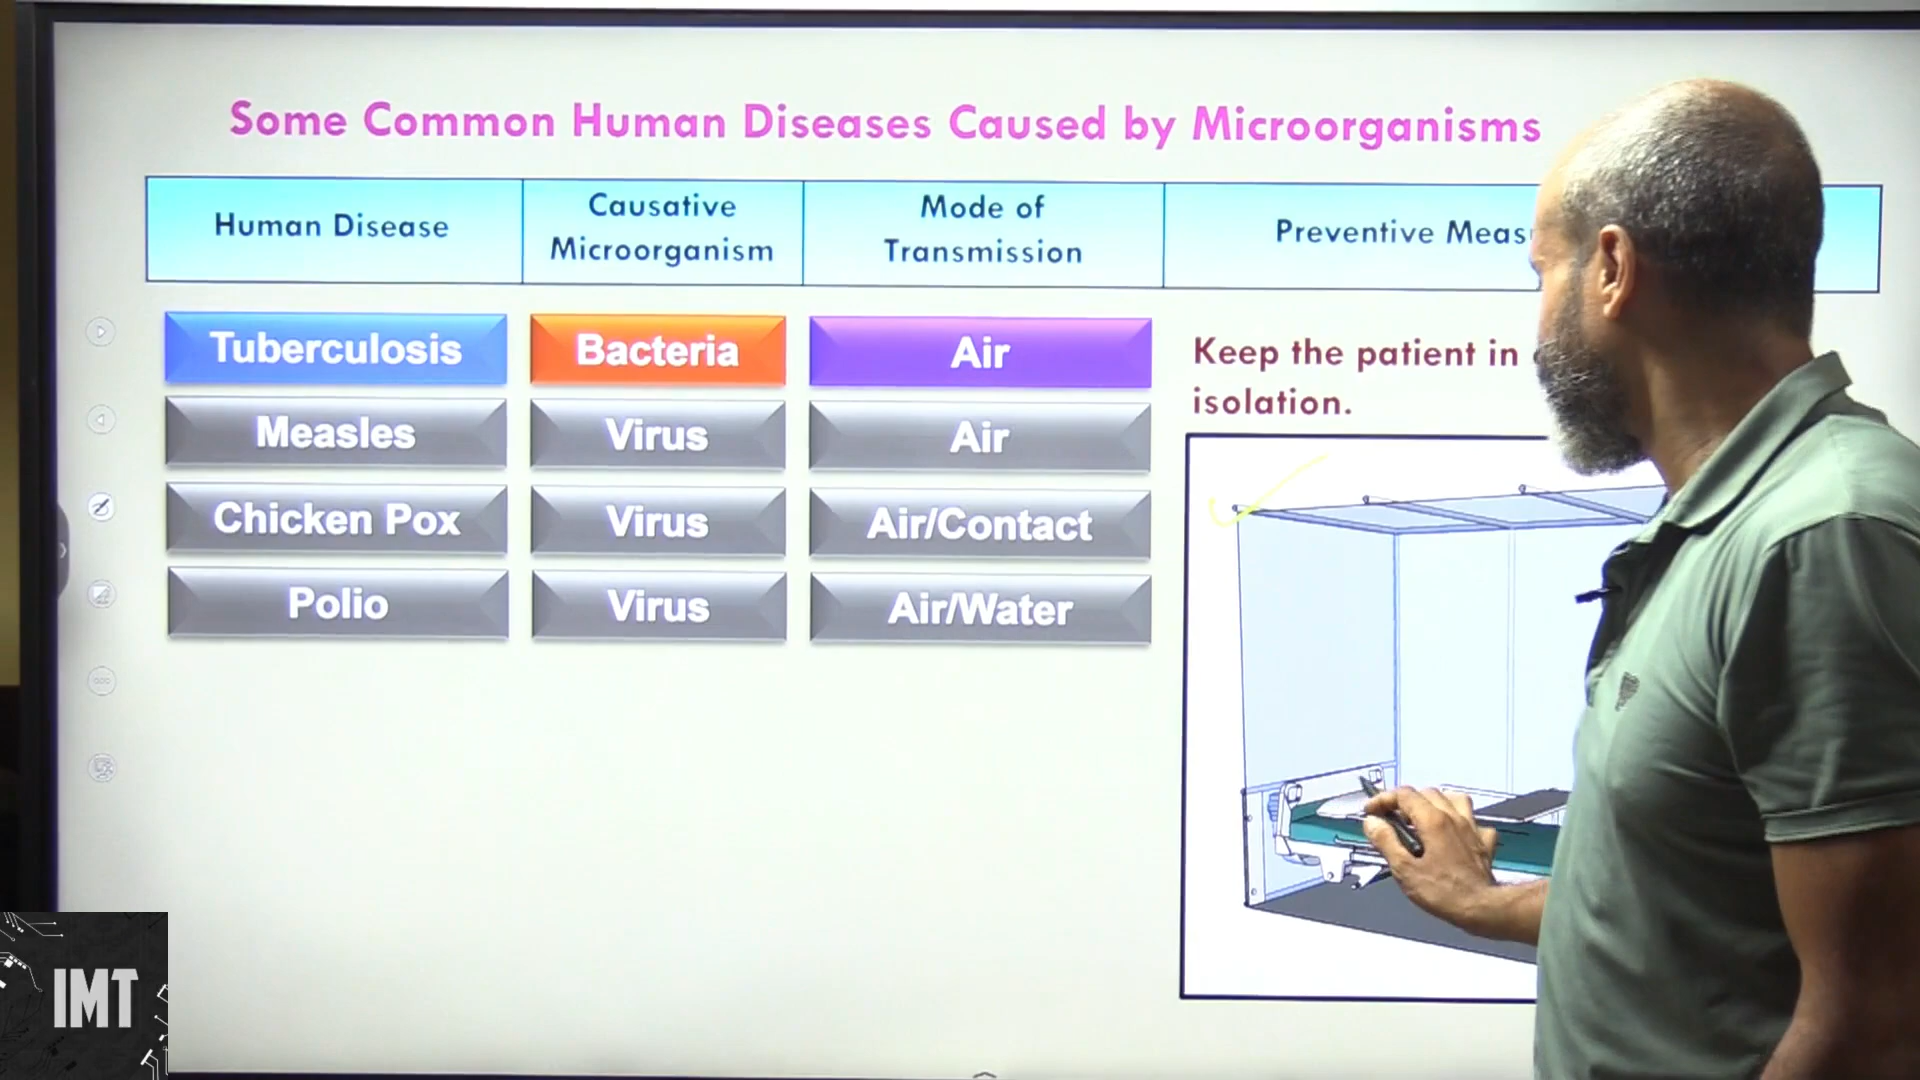 Some Common Human Diseases Caused by Microorganisms
Human Disease
Causative
Microorganism
Mode of
Transmission
Preventive
Tuberculosis
Bacteria
Air
Keep the patient in
isolation.
Measles
Virus
Air
Chicken Pox
Virus
Air/Contact
Polio
Virus
Air/Water
IMT